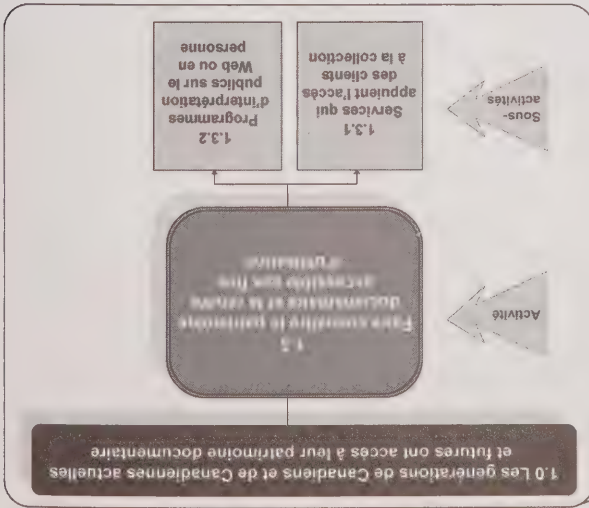 1.0 Les générations de Canadiens et de Canadiennes actuelles
et futures ont accès à leur patrimoine documentaire
Activité
1.3
Faire connaître le patrimoine
documentaire et le rendre
accessible aux fins
d'utilisation
Sous-
activités
1.3.1
Services qui
appuient l'accès
des clients
à la collection
1.3.2
Programmes
d'interprétation
publics sur le
Web ou en
personne